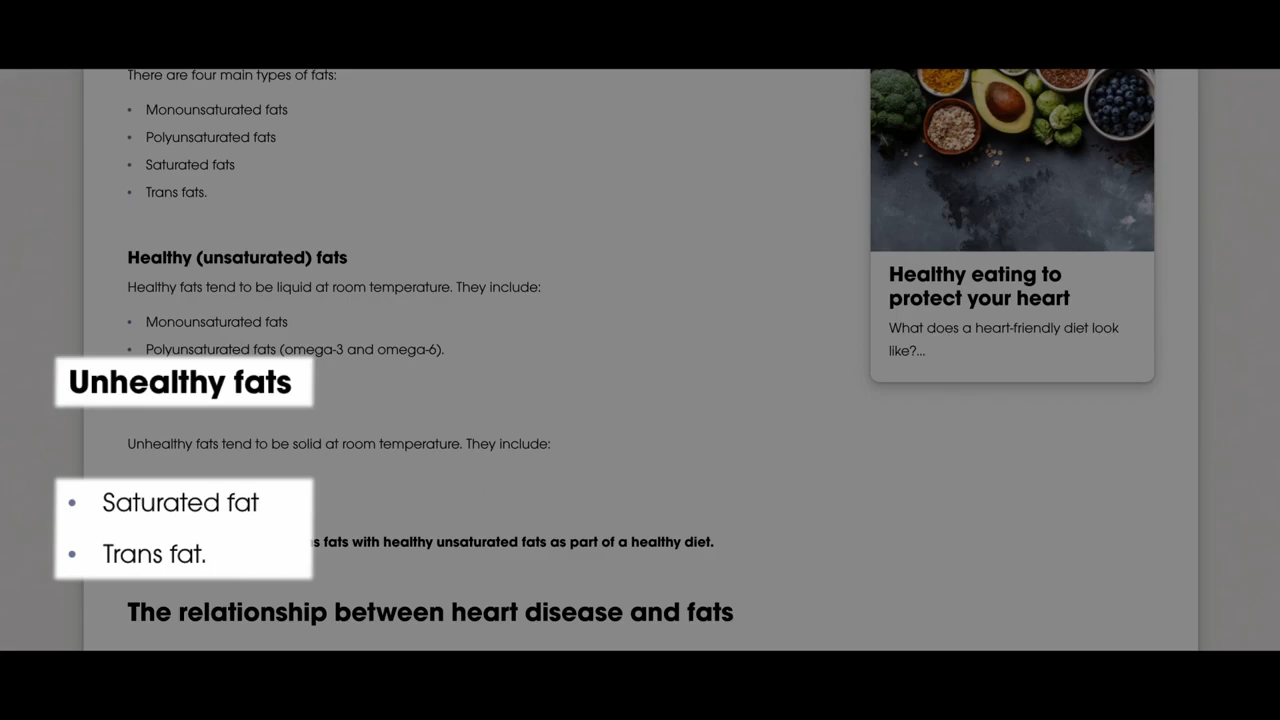 There are four main types of fats:
• Monounsaturated fats
• Polyunsaturated fats
• Saturated fats
• Trans fats.
Healthy (unsaturated) fats
Healthy fats tend to be liquid at room temperature. They include:
• Monounsaturated fats
• Polyunsaturated fats (omega-3 and omega-6).
Unhealthy fats
Unhealthy fats tend to be solid at room temperature. They include:
• Saturated fat
• Trans fat.
fats with healthy unsaturated fats as part of a healthy diet.
The relationship between heart disease and fats
Healthy eating to
protect your heart
What does a heart-friendly diet look
like?...